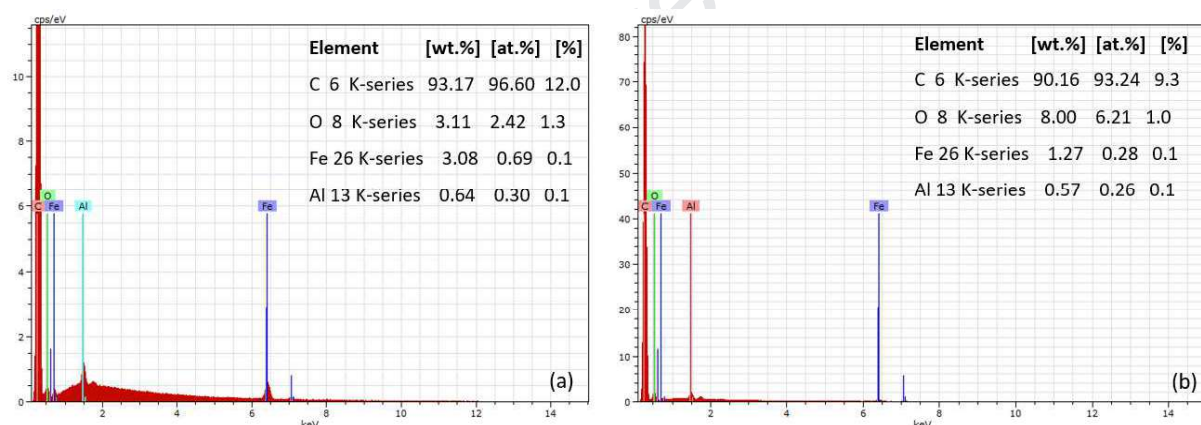 cps/eV
Element [wt.%] [at.%] [%]
C 6 K-series 93.17 96.60 12.0
O 8 K-series 3.11 2.42 1.3
Fe 26 K-series 3.08 0.69 0.1
Al 13 K-series 0.64 0.30 0.1
10
8
6
4
2
0
O
C Fe Al Fe
2 4 6 8 10 12 14
keV
(a)
cps/eV
Element [wt.%] [at.%] [%]
C 6 K-series 90.16 93.24 9.3
O 8 K-series 8.00 6.21 1.0
Fe 26 K-series 1.27 0.28 0.1
Al 13 K-series 0.57 0.26 0.1
80
70
60
50
40
30
20
10
0
O
C Fe Al Fe
2 4 6 8 10 12 14
keV
(b)